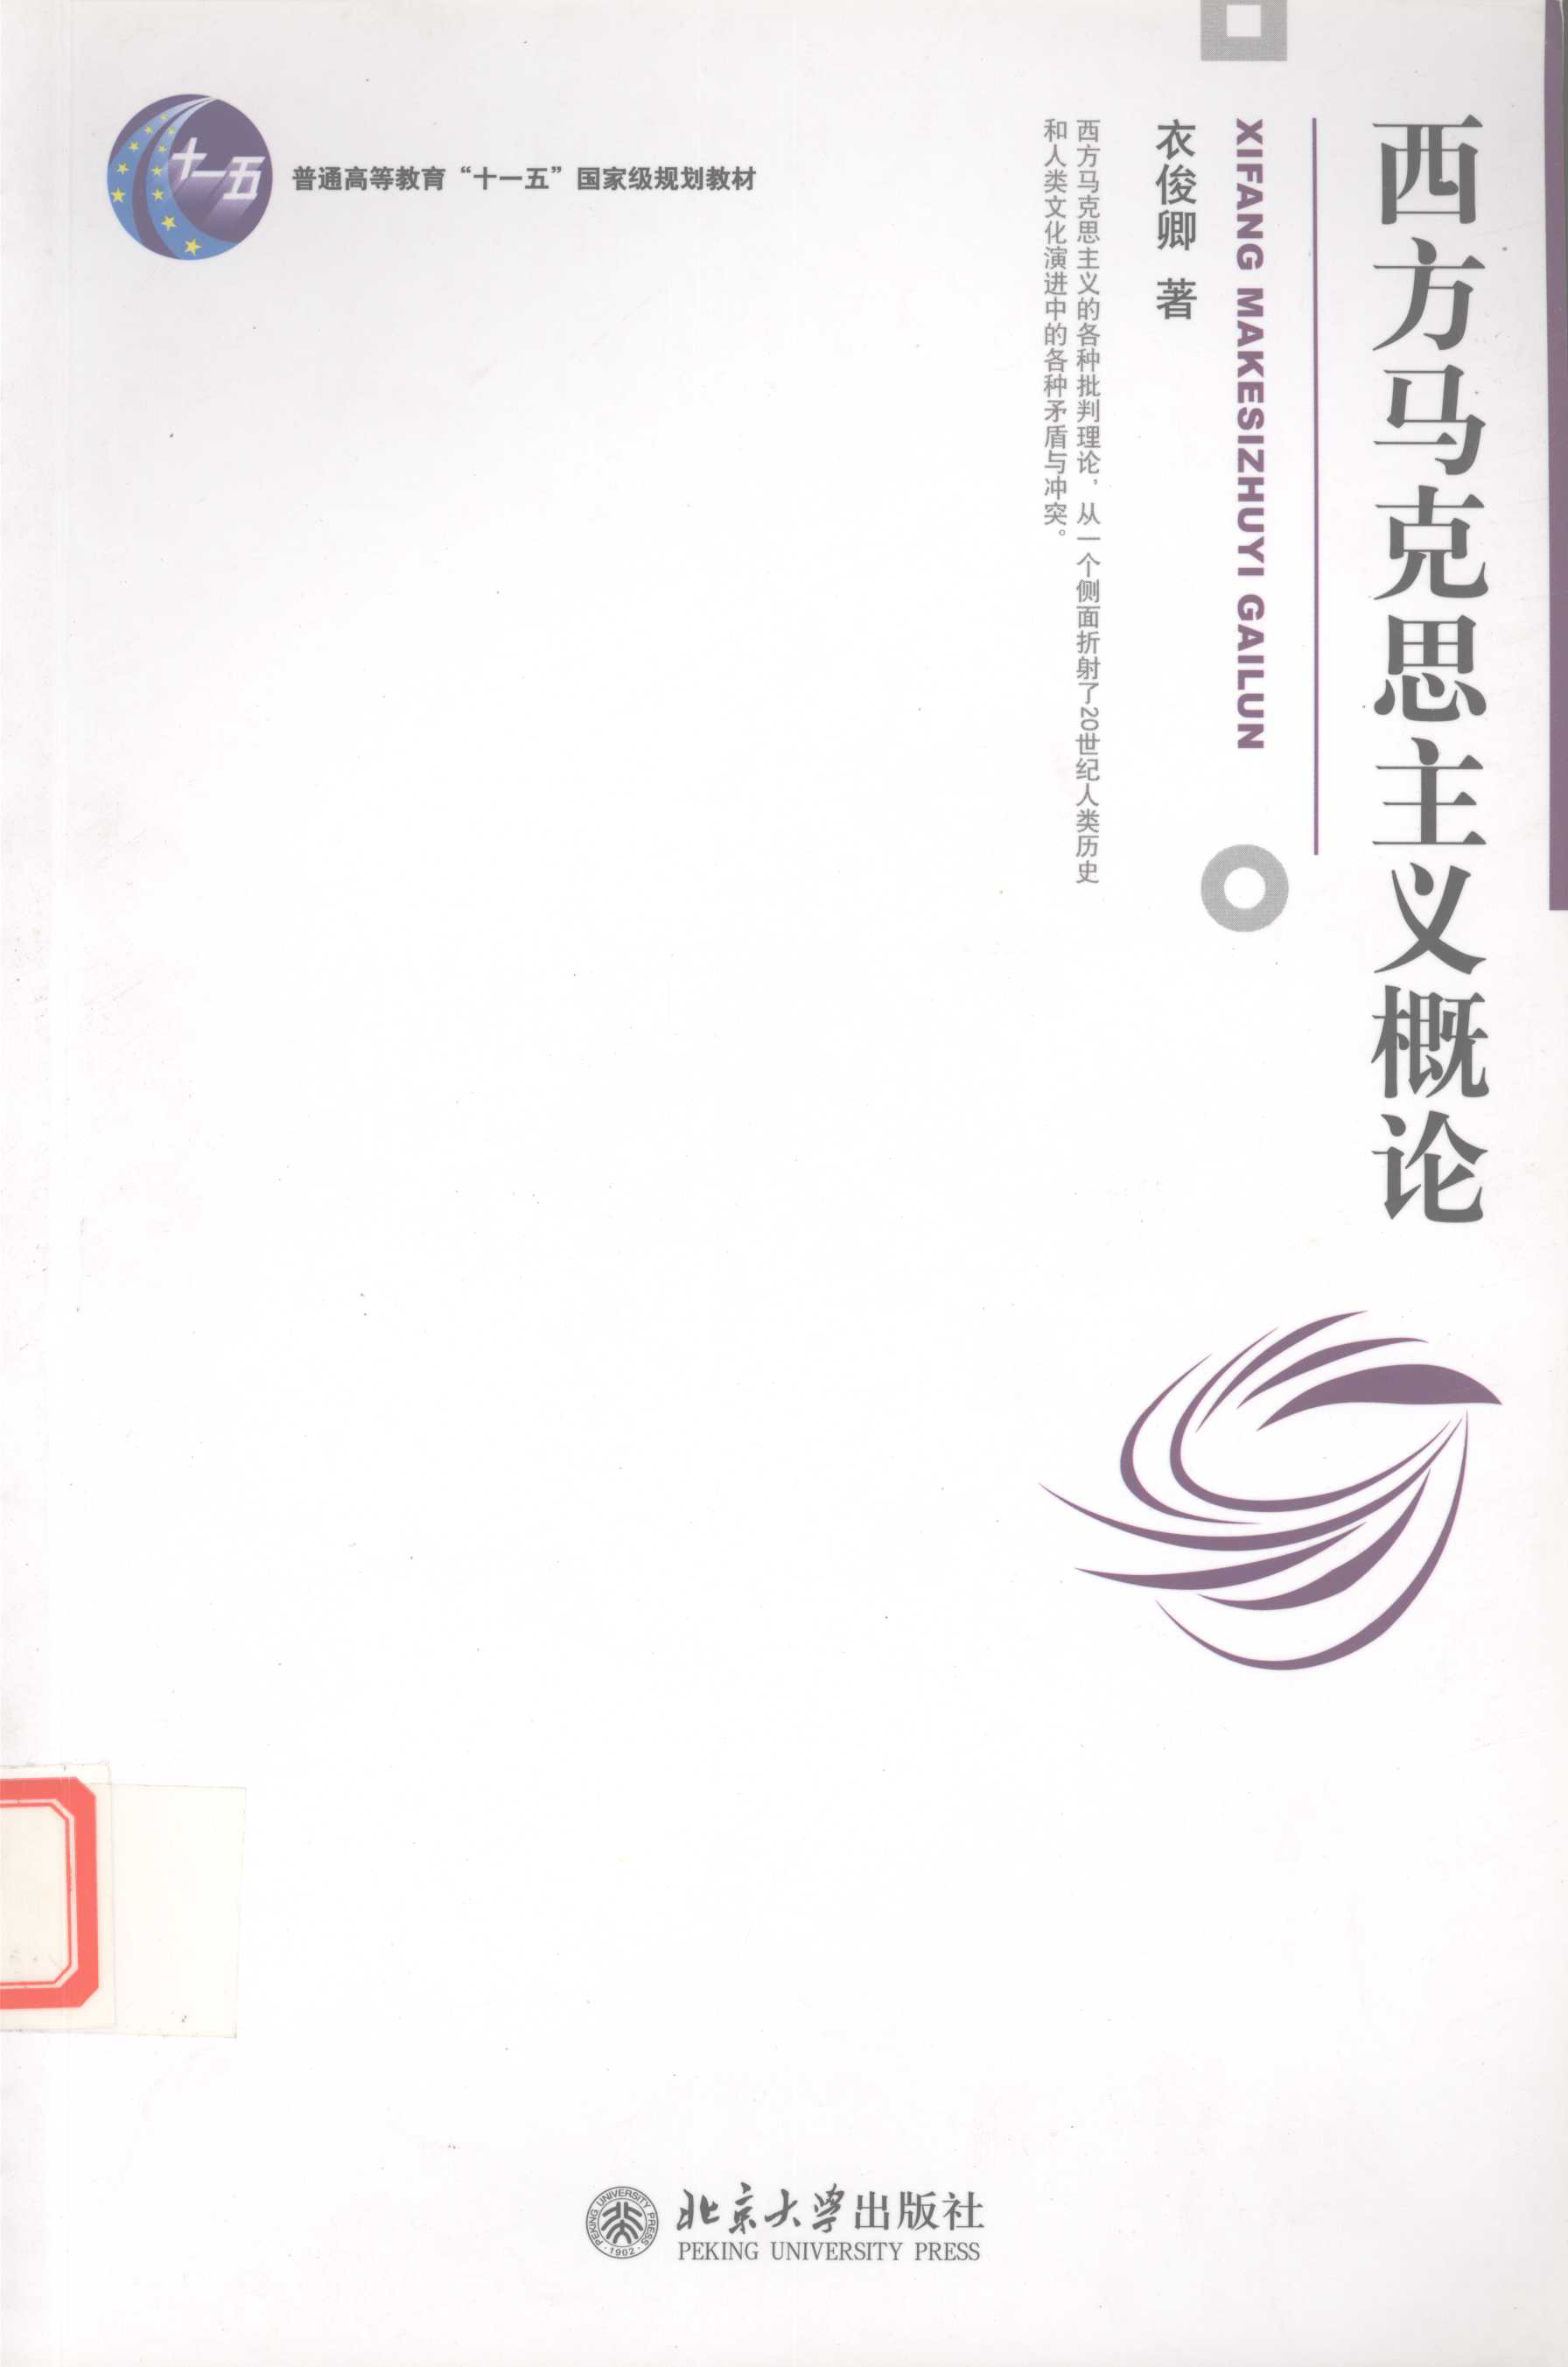 十一五
普通高等教育“十一五”国家级规划教材
西方马克思主义概论
XIFANG MAKESIZHUYI GAILUN
衣俊卿 著
西方马克思主义的各种批判理论，从一个侧面折射了20世纪人类历史
和人类文化演进中的各种矛盾与冲突。
PEKING UNIVERSITY PRESS
·1902·
北京大学出版社
PEKING UNIVERSITY PRESS